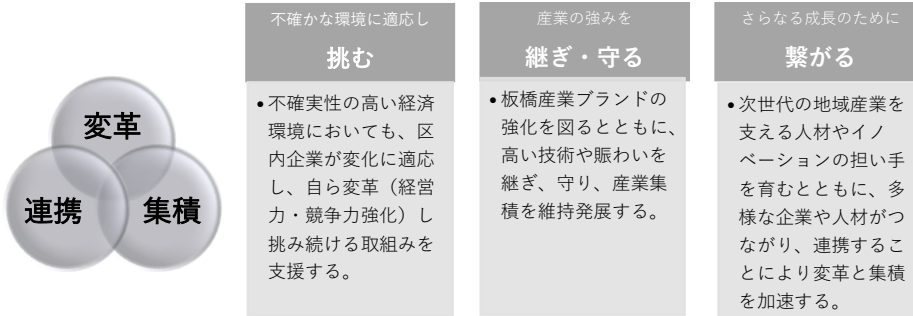 変革
連携
集積
不確かな環境に適応し
挑む
•不確実性の高い経済
環境においても、区
内企業が変化に適応
し、自ら変革（経営
力・競争力強化）し
挑み続ける取組みを
支援する。
産業の強みを
継ぎ・守る
•板橋産業ブランドの
強化を図るとともに、
高い技術や賑わいを
継ぎ、守り、産業集
積を維持発展する。
さらなる成長のために
繋がる
•次世代の地域産業を
支える人材やイノ
ベーションの担い手
を育むとともに、多
様な企業や人材がつ
ながり、連携するこ
とにより変革と集積
を加速する。